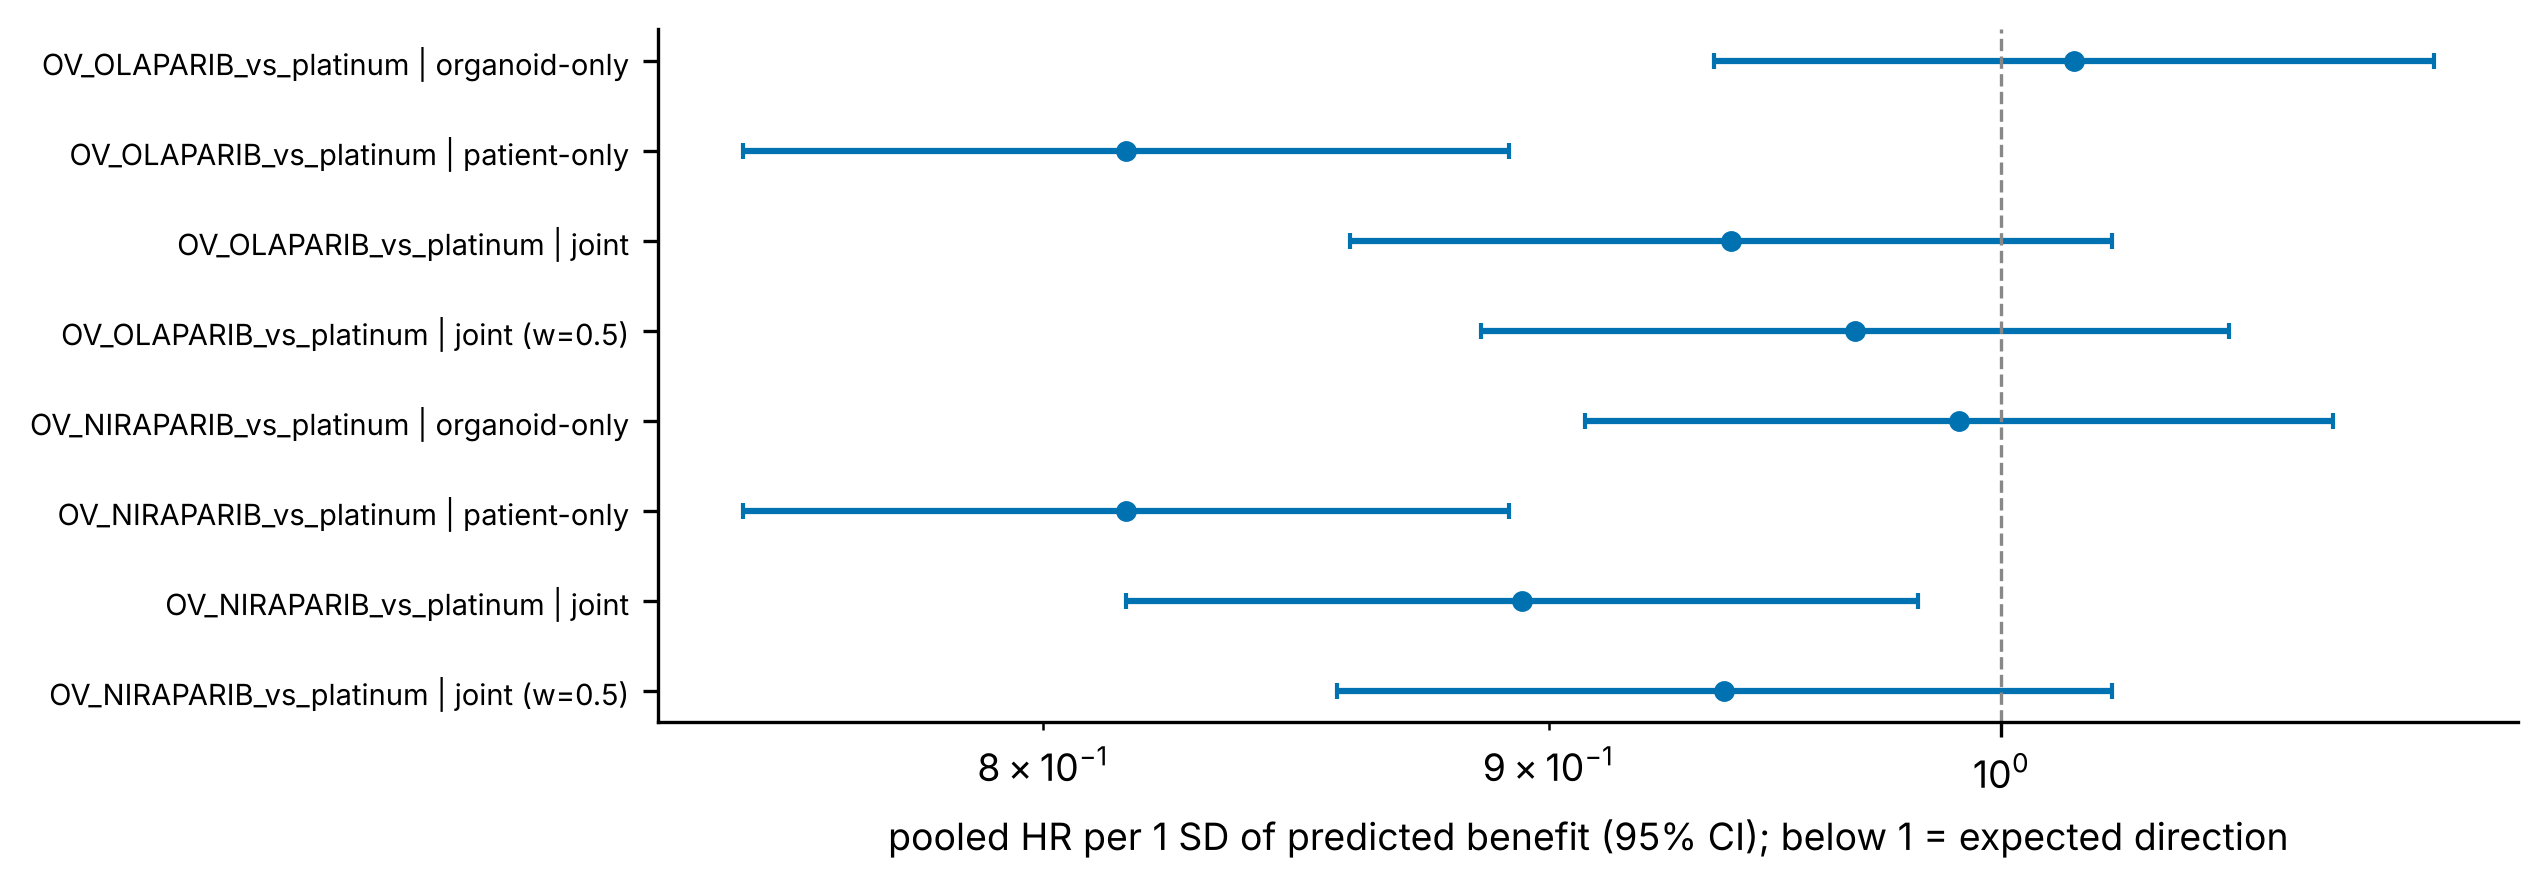 OV_OLAPARIB_vs_platinum | organoid-only
OV_OLAPARIB_vs_platinum | patient-only
OV_OLAPARIB_vs_platinum | joint
OV_OLAPARIB_vs_platinum | joint (w=0.5)
OV_NIRAPARIB_vs_platinum | organoid-only
OV_NIRAPARIB_vs_platinum | patient-only
OV_NIRAPARIB_vs_platinum | joint
OV_NIRAPARIB_vs_platinum | joint (w=0.5)
8 × 10⁻¹ 9 × 10⁻¹ 10⁰
pooled HR per 1 SD of predicted benefit (95% CI); below 1 = expected direction